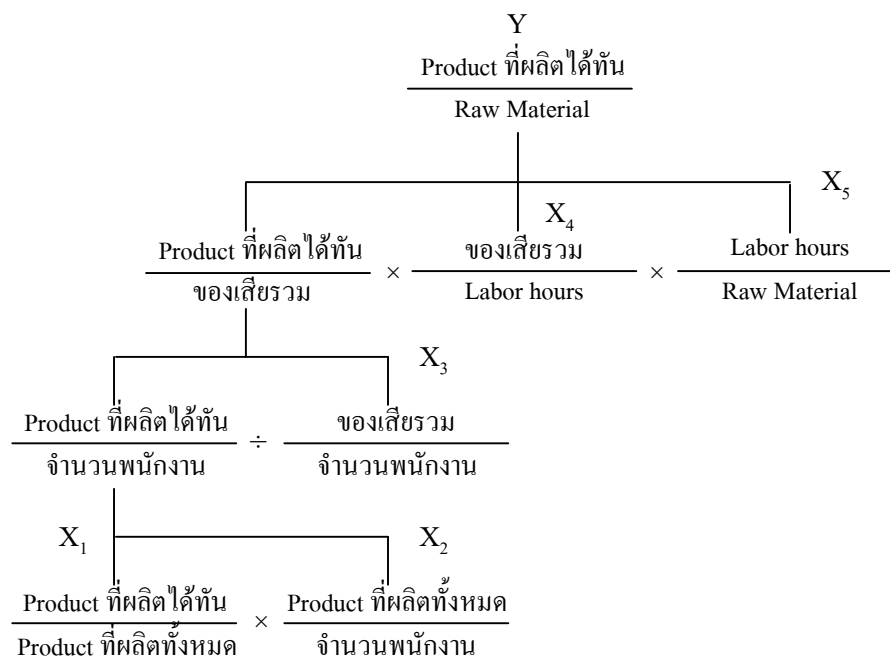 Y
Product ที่ผลิตได้ทัน
Raw Material
X5
X4
Product ที่ผลิตได้ทัน
ของเสียรวม
×
ของเสียรวม
Labor hours
×
Labor hours
Raw Material
X3
Product ที่ผลิตได้ทัน
จำนวนพนักงาน
÷
ของเสียรวม
จำนวนพนักงาน
X1
X2
Product ที่ผลิตได้ทัน
Product ที่ผลิตทั้งหมด
×
Product ที่ผลิตทั้งหมด
จำนวนพนักงาน